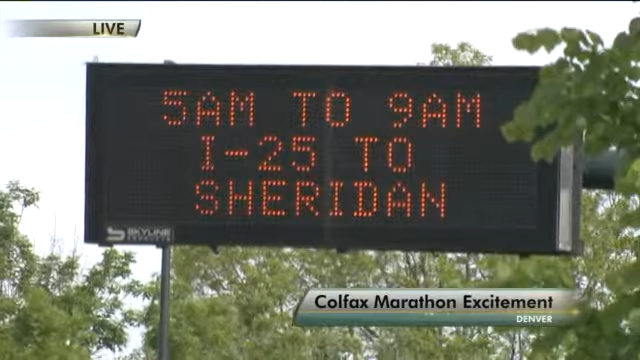 LIVE
5AM TO 9AM
I-25 TO
SHERIDAN
SKYLINE
Colfax Marathon Excitement
DENVER